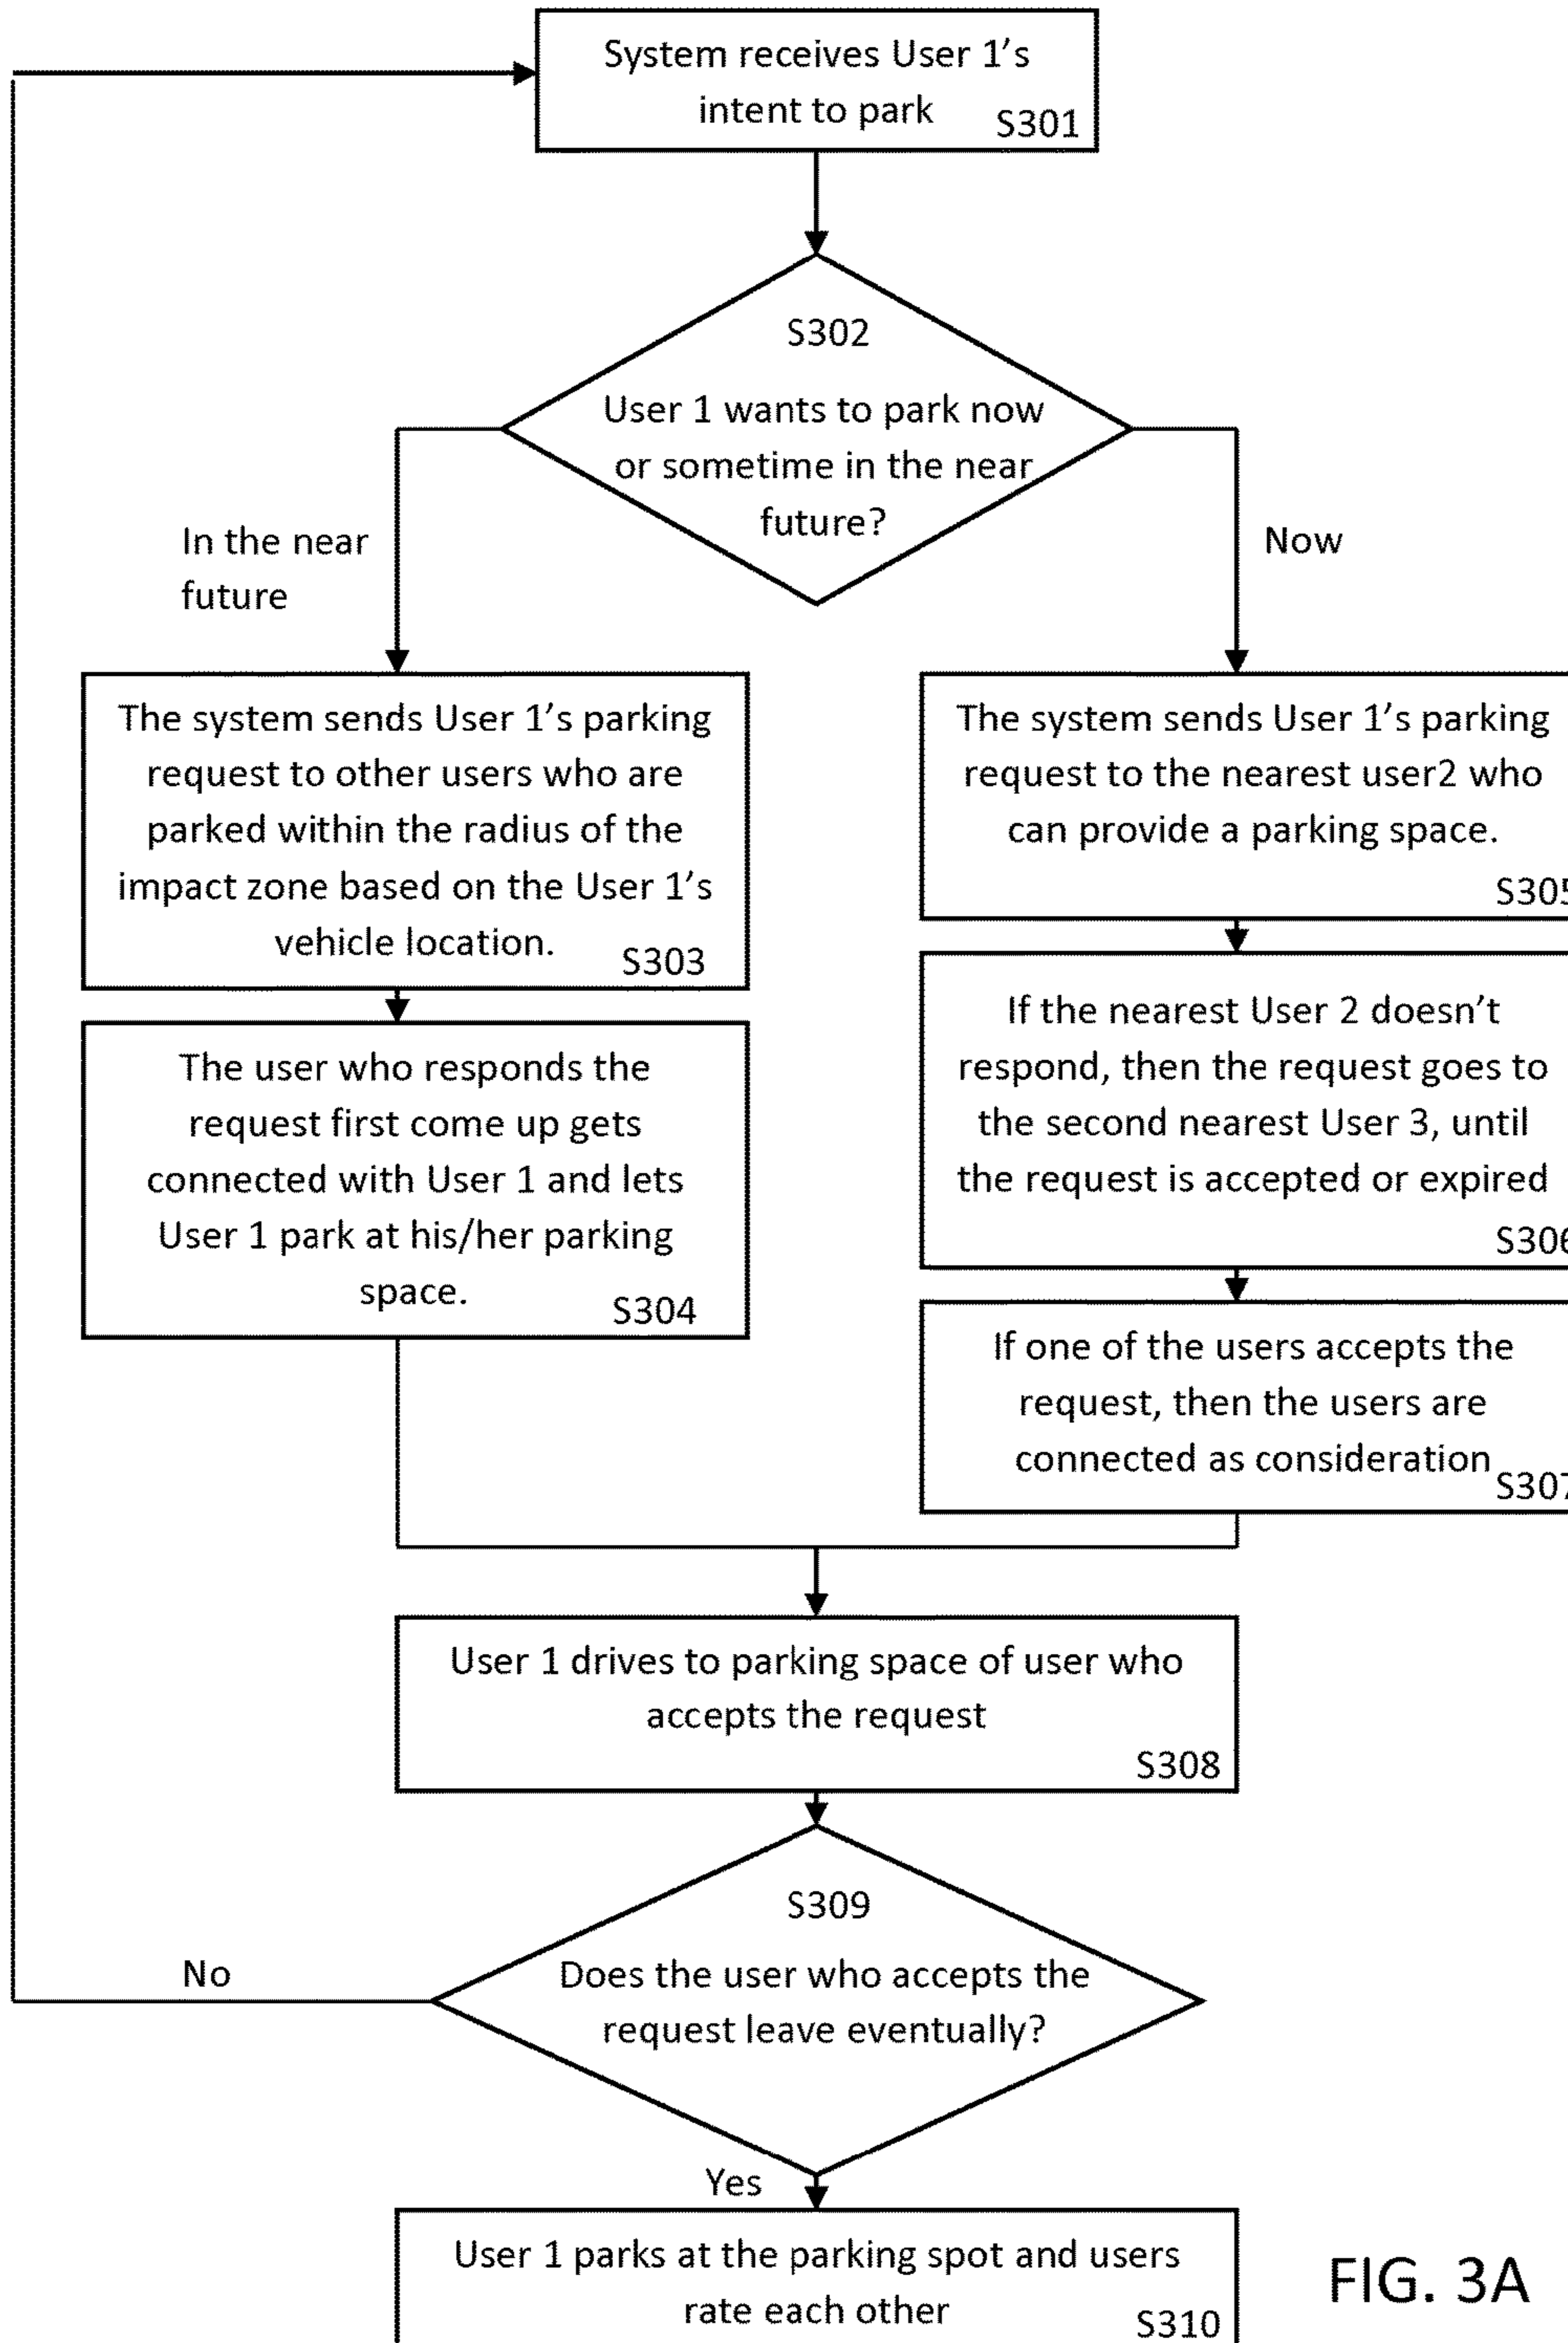 System receives User 1's
intent to park
S301
S302
User 1 wants to park now
or sometime in the near
future?
In the near
future
Now
The system sends User 1's parking
request to other users who are
parked within the radius of the
impact zone based on the User 1's
vehicle location.
S303
The user who responds the
request first come up gets
connected with User 1 and lets
User 1 park at his/her parking
space.
S304
The system sends User 1's parking
request to the nearest user2 who
can provide a parking space.
S305
If the nearest User 2 doesn't
respond, then the request goes to
the second nearest User 3, until
the request is accepted or expired
S306
If one of the users accepts the
request, then the users are
connected as consideration
S307
User 1 drives to parking space of user who
accepts the request
S308
S309
Does the user who accepts the
request leave eventually?
No
Yes
User 1 parks at the parking spot and users
rate each other
S310
FIG. 3A